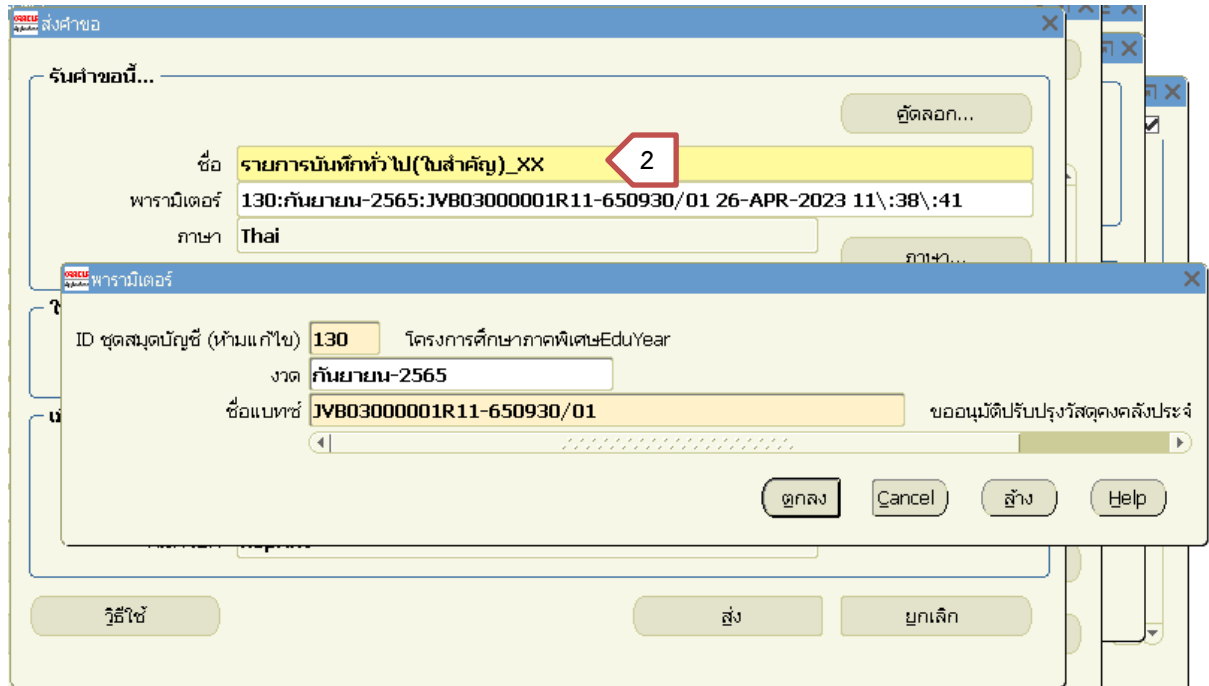 ส่งคำขอ
รันคำขอนี้...
คัดลอก...
ชื่อ รายการบันทึกทั่วไป(ใบสำคัญ)_XX 2
พารามิเตอร์ 130:กันยายน-2565:JVB03000001R11-650930/01 26-APR-2023 11\:38\:41
ภาษา Thai
ภาษา...
ORACLE พารามิเตอร์
ID ชุดสมุดบัญชี (ห้ามแก้ไข) 130 โครงการศึกษาภาคพิเศษEduYear
งวด กันยายน-2565
ชื่อแบทซ์ JVB03000001R11-650930/01 ขออนุมัติปรับปรุงวัสดุคงคลังประจำ
ตกลง Cancel ล้าง Help
วิธีใช้ ส่ง ยกเลิก